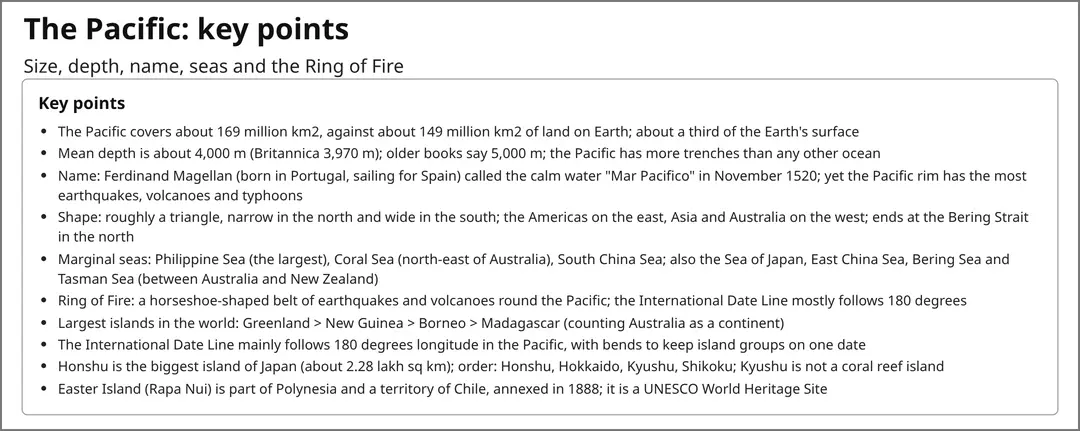 The Pacific: key points
Size, depth, name, seas and the Ring of Fire
Key points
• The Pacific covers about 169 million km2, against about 149 million km2 of land on Earth; about a third of the Earth's surface
• Mean depth is about 4,000 m (Britannica 3,970 m); older books say 5,000 m; the Pacific has more trenches than any other ocean
• Name: Ferdinand Magellan (born in Portugal, sailing for Spain) called the calm water "Mar Pacifico" in November 1520; yet the Pacific rim has the most
earthquakes, volcanoes and typhoons
• Shape: roughly a triangle, narrow in the north and wide in the south; the Americas on the east, Asia and Australia on the west; ends at the Bering Strait
in the north
• Marginal seas: Philippine Sea (the largest), Coral Sea (north-east of Australia), South China Sea; also the Sea of Japan, East China Sea, Bering Sea and
Tasman Sea (between Australia and New Zealand)
• Ring of Fire: a horseshoe-shaped belt of earthquakes and volcanoes round the Pacific; the International Date Line mostly follows 180 degrees
• Largest islands in the world: Greenland > New Guinea > Borneo > Madagascar (counting Australia as a continent)
• The International Date Line mainly follows 180 degrees longitude in the Pacific, with bends to keep island groups on one date
• Honshu is the biggest island of Japan (about 2.28 lakh sq km); order: Honshu, Hokkaido, Kyushu, Shikoku; Kyushu is not a coral reef island
• Easter Island (Rapa Nui) is part of Polynesia and a territory of Chile, annexed in 1888; it is a UNESCO World Heritage Site